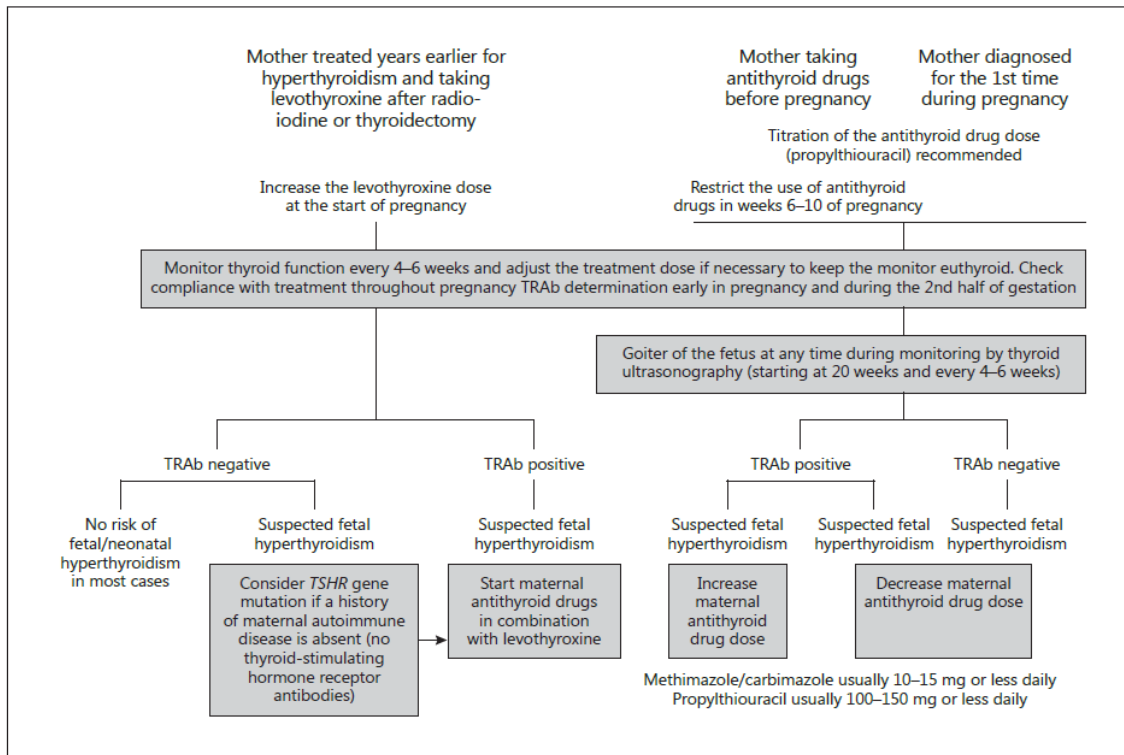 Mother treated years earlier for
hyperthyroidism and taking
levothyroxine after radio-
iodine or thyroidectomy
Mother taking
antithyroid drugs
before pregnancy
Mother diagnosed
for the 1st time
during pregnancy
Titration of the antithyroid drug dose
(propylthiouracil) recommended
Increase the levothyroxine dose
at the start of pregnancy
Restrict the use of antithyroid
drugs in weeks 6–10 of pregnancy
Monitor thyroid function every 4–6 weeks and adjust the treatment dose if necessary to keep the monitor euthyroid. Check
compliance with treatment throughout pregnancy TRAb determination early in pregnancy and during the 2nd half of gestation
Goiter of the fetus at any time during monitoring by thyroid
ultrasonography (starting at 20 weeks and every 4–6 weeks)
TRAb negative
TRAb positive
TRAb positive
TRAb negative
No risk of
fetal/neonatal
hyperthyroidism
in most cases
Suspected fetal
hyperthyroidism
Suspected fetal
hyperthyroidism
Suspected fetal
hyperthyroidism
Suspected fetal
hyperthyroidism
Suspected fetal
hyperthyroidism
Consider TSHR gene
mutation if a history
of maternal autoimmune
disease is absent (no
thyroid-stimulating
hormone receptor
antibodies)
Start maternal
antithyroid drugs
in combination
with levothyroxine
Increase
maternal
antithyroid
drug dose
Decrease maternal
antithyroid drug dose
Methimazole/carbimazole usually 10–15 mg or less daily
Propylthiouracil usually 100–150 mg or less daily